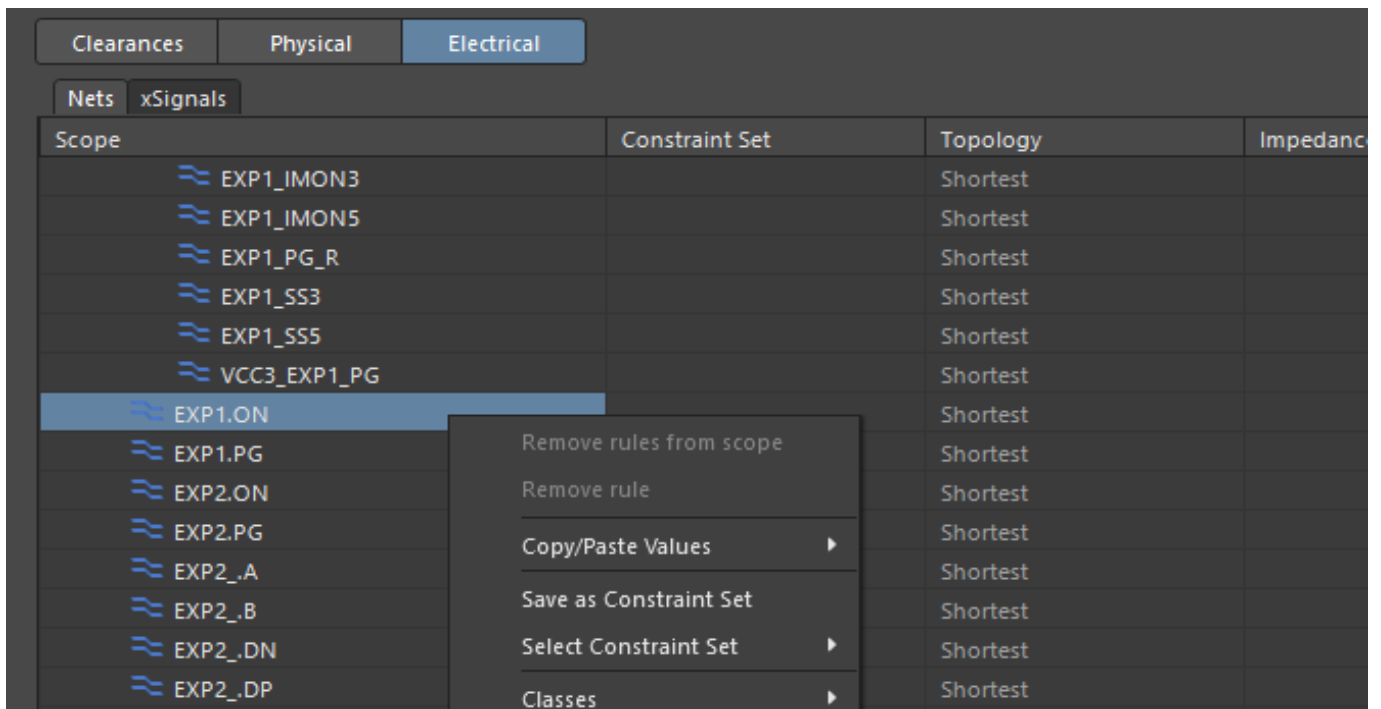 Clearances Physical Electrical
Nets xSignals
Scope Constraint Set Topology Impedanc
EXP1_IMON3 Shortest
EXP1_IMON5 Shortest
EXP1_PG_R Shortest
EXP1_SS3 Shortest
EXP1_SS5 Shortest
VCC3_EXP1_PG Shortest
EXP1.ON Shortest
Remove rules from scope
EXP1.PG Shortest
EXP2.ON Remove rule Shortest
EXP2.PG Shortest
Copy/Paste Values
EXP2_.A Shortest
Save as Constraint Set
EXP2_.B Shortest
EXP2_.DN Select Constraint Set Shortest
EXP2_.DP Classes Shortest